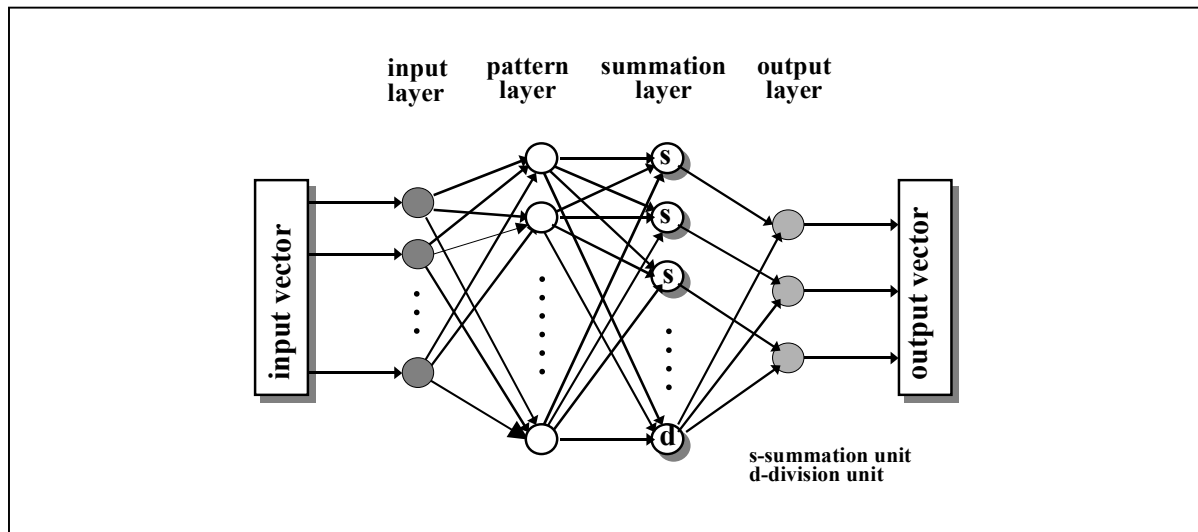 input layer
pattern layer
summation layer
output layer
input vector
s
s
s
d
output vector
s-summation unit
d-division unit